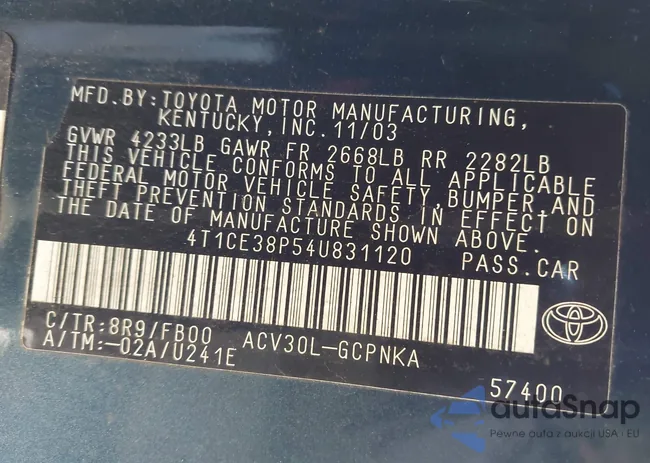 MFD.BY:TOYOTA MOTOR MANUFACTURING,
KENTUCKY,INC.11/03
GVWR 4233LB GAWR FR 2668LB RR 2282LB
THIS VEHICLE CONFORMS TO ALL APPLICABLE
FEDERAL MOTOR VEHICLE SAFETY,BUMPER,AND
THEFT PREVENTION STANDARDS IN EFFECT ON
THE DATE OF MANUFACTURE SHOWN ABOVE.
4T1CE38P54U831120 PASS.CAR
C/TR:8R9/FB00 ACV30L-GCPNKA
A/TM:-02A/U241E
57400
autoSnap
Pewne auta z aukcji USA i EU